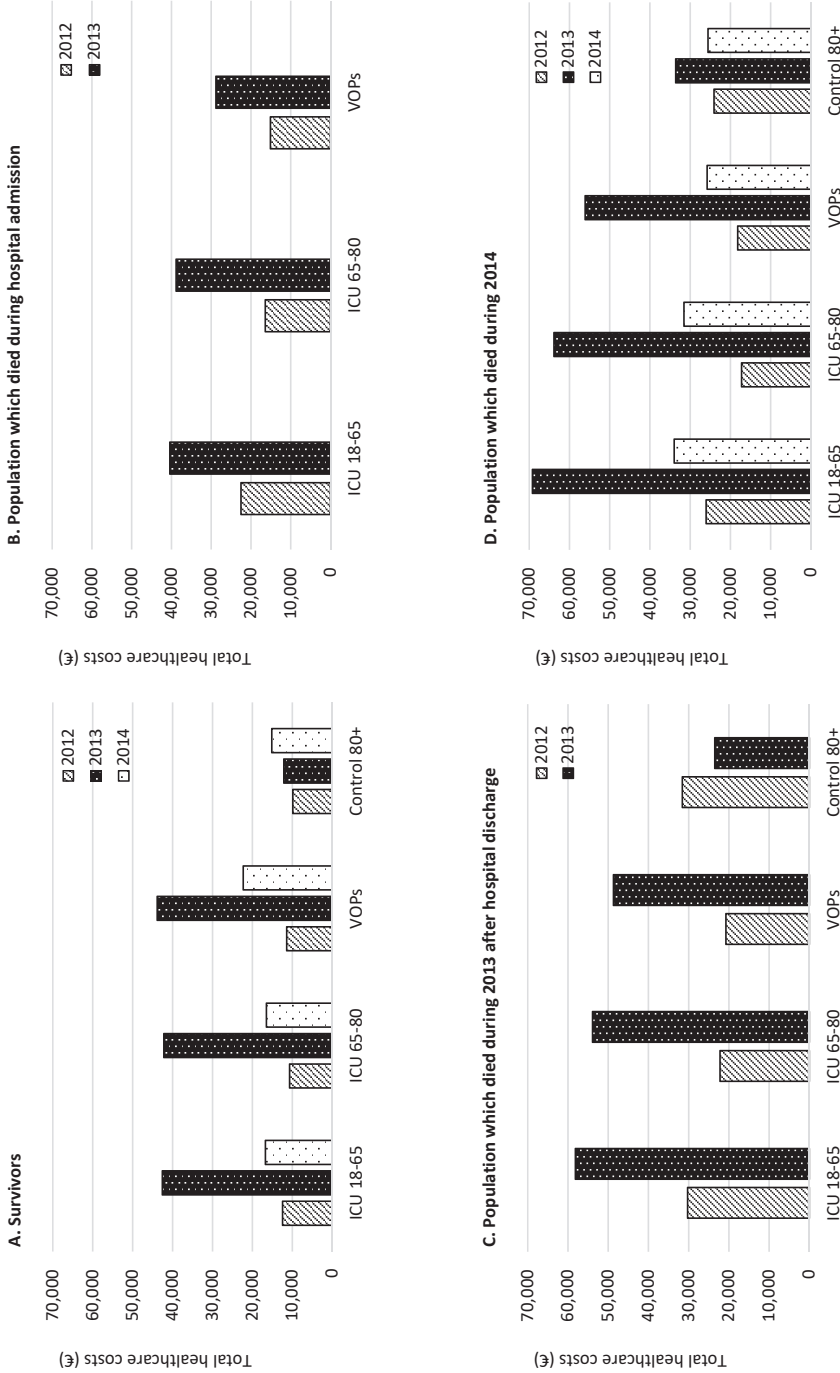 A. Survivors
Total healthcare costs (€)
70,000
60,000
50,000
40,000
30,000
20,000
10,000
0
ICU 18-65
ICU 65-80
VOPs
Control 80+
2012
2013
2014
B. Population which died during hospital admission
Total healthcare costs (€)
70,000
60,000
50,000
40,000
30,000
20,000
10,000
0
ICU 18-65
ICU 65-80
VOPs
2012
2013
C. Population which died during 2013 after hospital discharge
Total healthcare costs (€)
70,000
60,000
50,000
40,000
30,000
20,000
10,000
0
ICU 18-65
ICU 65-80
VOPs
Control 80+
2012
2013
D. Population which died during 2014
Total healthcare costs (€)
70,000
60,000
50,000
40,000
30,000
20,000
10,000
0
ICU 18-65
ICU 65-80
VOPs
Control 80+
2012
2013
2014